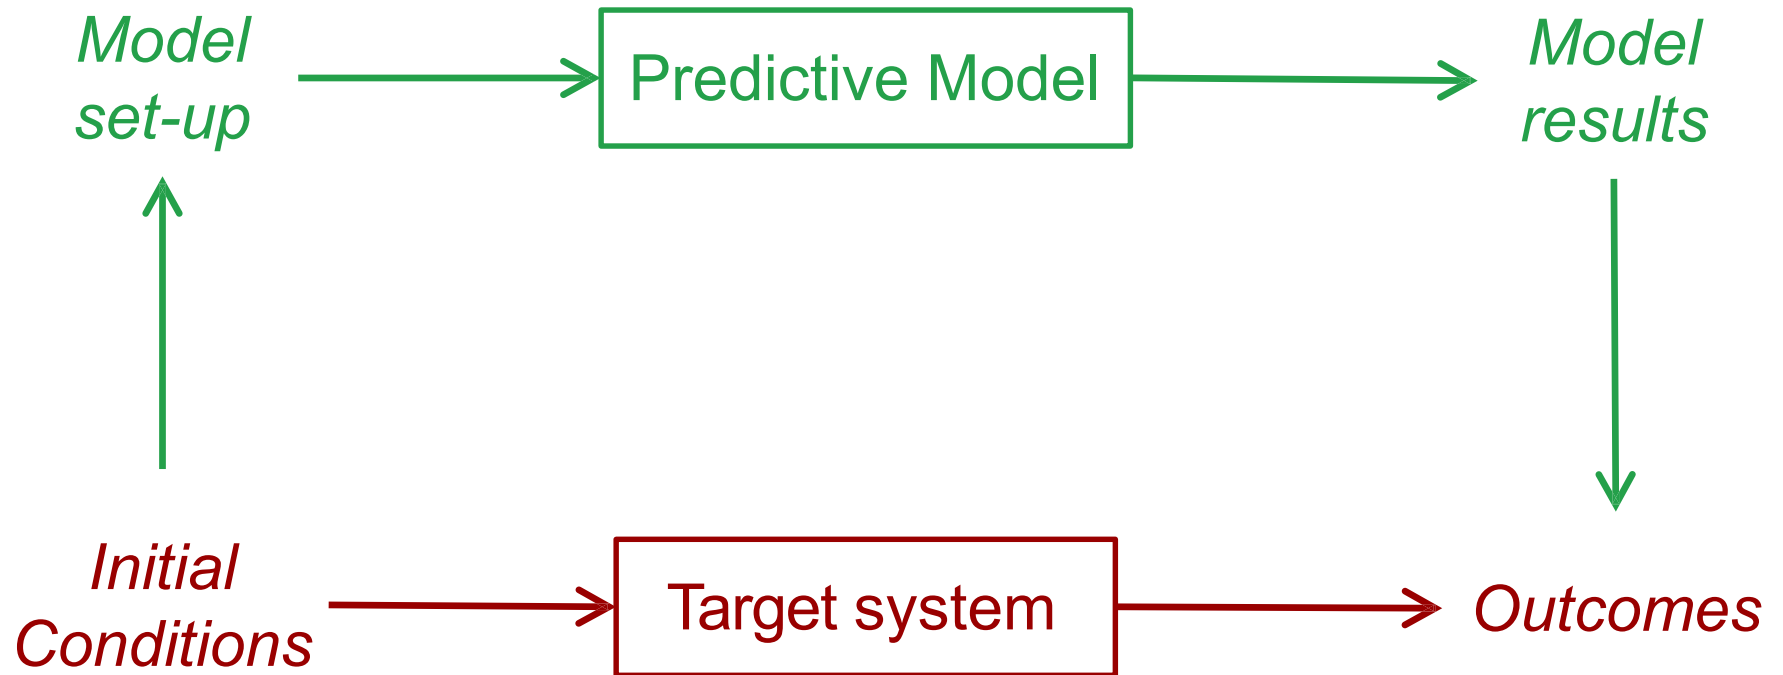 Model
set-up
Predictive Model
Model
results
Initial
Conditions
Target system
Outcomes